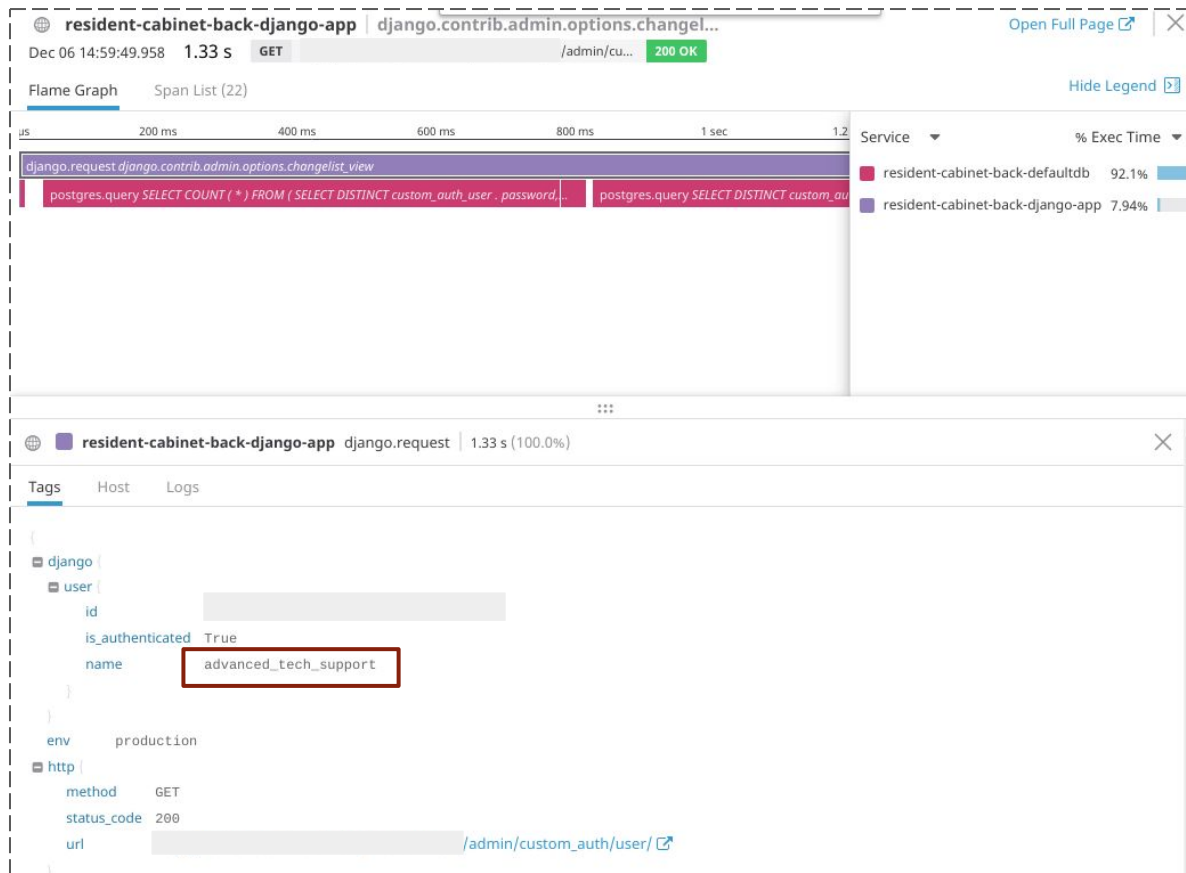 resident-cabinet-back-django-app django.contrib.admin.options.changel... Open Full Page
Dec 06 14:59:49.958 1.33 s GET /admin/cu... 200 OK
Flame Graph Span List (22) Hide Legend
µs 200 ms 400 ms 600 ms 800 ms 1 sec 1.2
Service % Exec Time
django.request django.contrib.admin.options.changelist_view
resident-cabinet-back-defaultdb 92.1%
postgres.query SELECT COUNT ( * ) FROM ( SELECT DISTINCT custom_auth_user . password,... postgres.query SELECT DISTINCT custom_au
resident-cabinet-back-django-app 7.94%
resident-cabinet-back-django-app django.request 1.33 s (100.0%)
Tags Host Logs
{
django {
user {
id
is_authenticated True
name advanced_tech_support
}
}
env production
http {
method GET
status_code 200
url /admin/custom_auth/user/
}